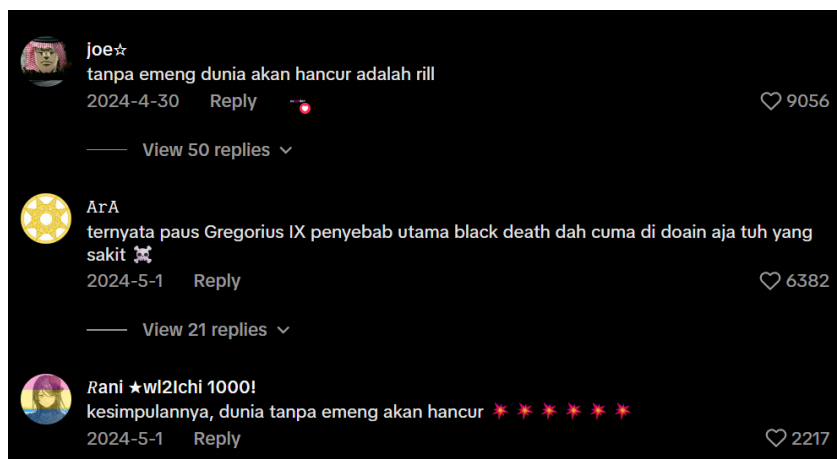 joe☆
tanpa emeng dunia akan hancur adalah rill
2024-4-30 Reply
9056
View 50 replies
ArA
ternyata paus Gregorius IX penyebab utama black death dah cuma di doain aja tuh yang
sakit ☠️
2024-5-1 Reply
6382
View 21 replies
Rani ★wl2Ichi 1000!
kesimpulannya, dunia tanpa emeng akan hancur 💥💥💥💥💥💥
2024-5-1 Reply
2217